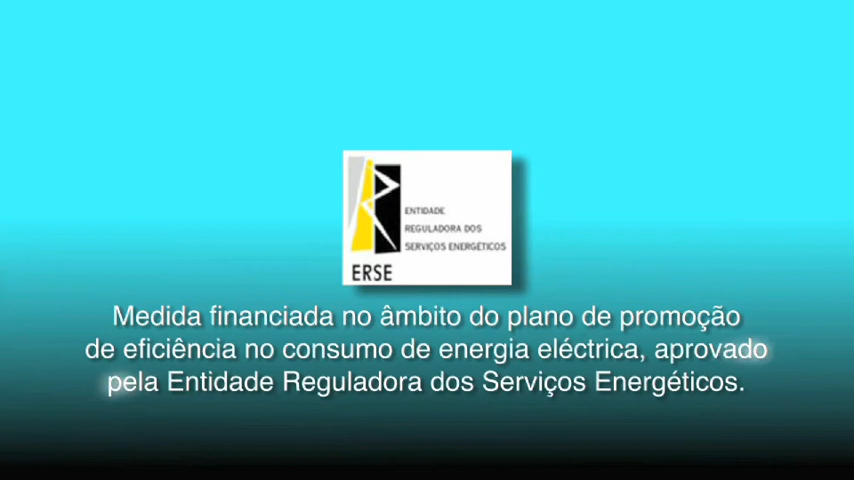 ENTIDADE
REGULADORA DOS
SERVIÇOS ENERGÉTICOS
ERSE
Medida financiada no âmbito do plano de promoção
de eficiência no consumo de energia eléctrica, aprovado
pela Entidade Reguladora dos Serviços Energéticos.